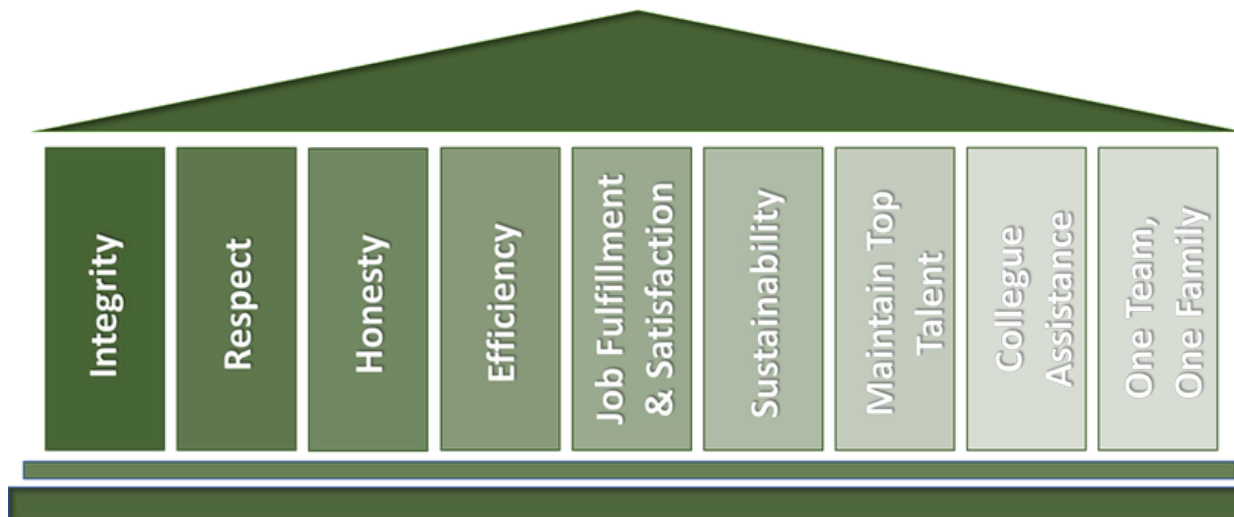 Integrity
Respect
Honesty
Efficiency
Job Fulfillment
& Satisfaction
Sustainability
Maintain Top
Talent
Collegue
Assistance
One Team,
One Family